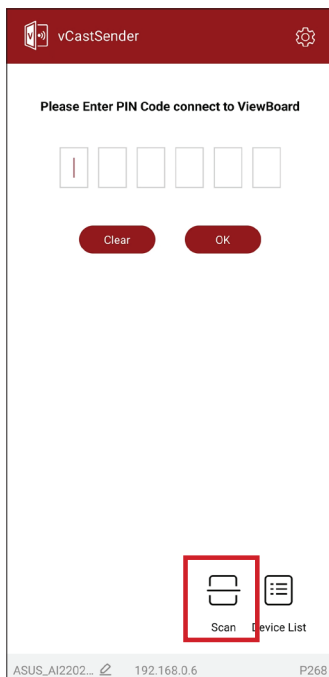 vCastSender
Please Enter PIN Code connect to ViewBoard
Clear OK
Scan Device List
ASUS_AI2202... 192.168.0.6 P268